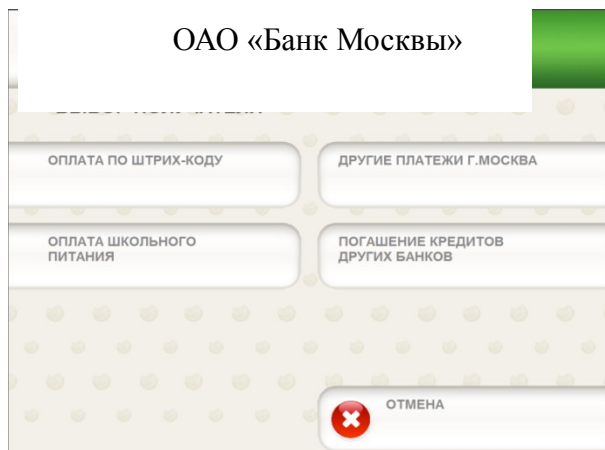 ОАО «Банк Москвы»
ОПЛАТА ПО ШТРИХ-КОДУ
ДРУГИЕ ПЛАТЕЖИ Г.МОСКВА
ОПЛАТА ШКОЛЬНОГО
ПИТАНИЯ
ПОГАШЕНИЕ КРЕДИТОВ
ДРУГИХ БАНКОВ
ОТМЕНА